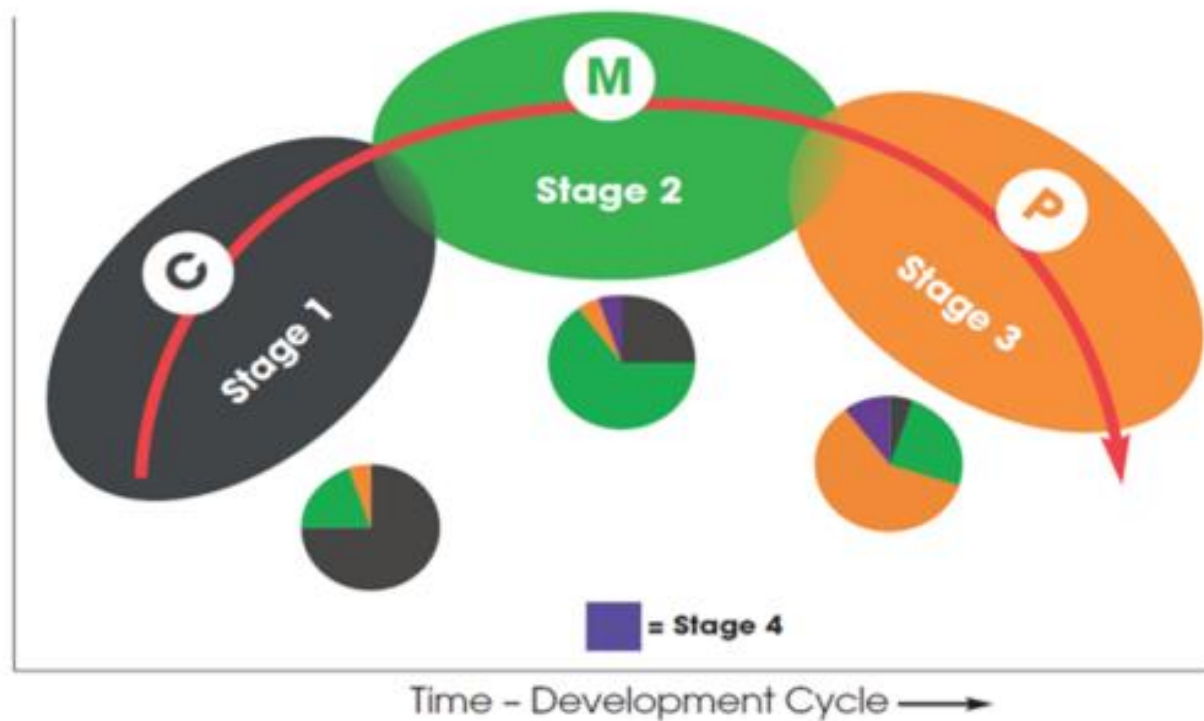 M
Stage 2
C
Stage 1
P
Stage 3
= Stage 4
Time – Development Cycle